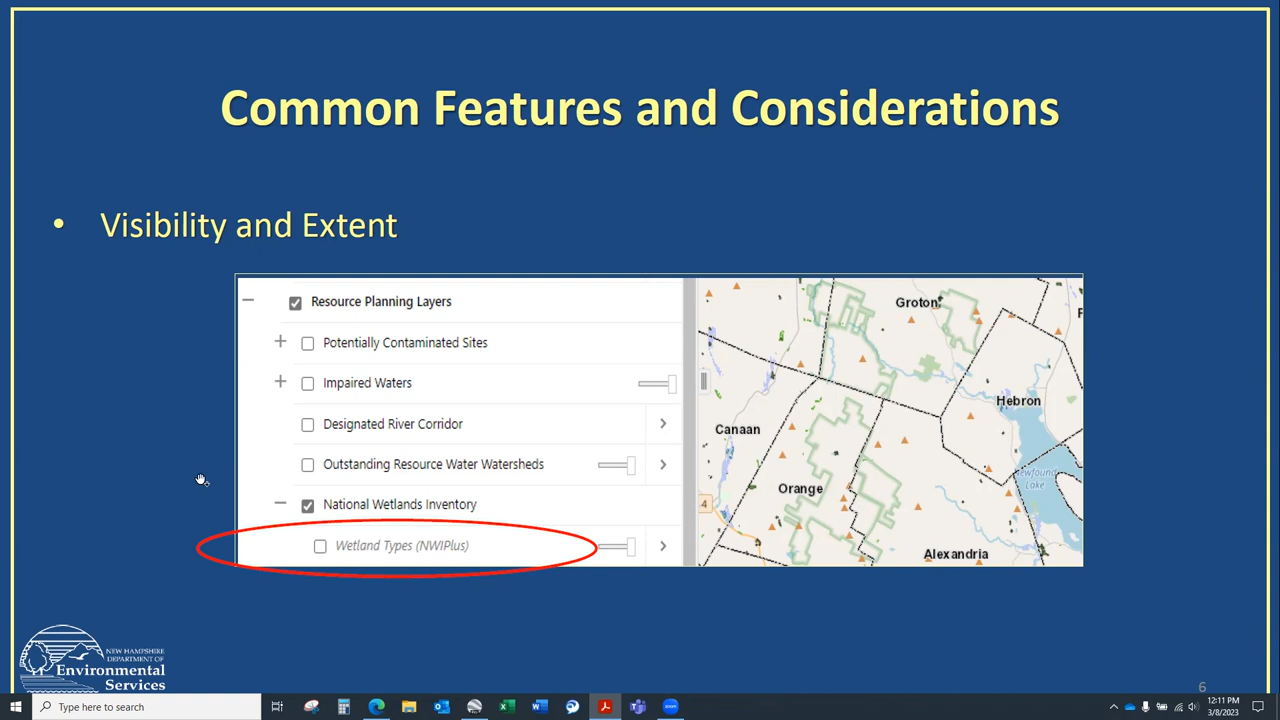 Common Features and Considerations
• Visibility and Extent
Resource Planning Layers
Potentially Contaminated Sites
Impaired Waters
Designated River Corridor
Outstanding Resource Water Watersheds
National Wetlands Inventory
Wetland Types (NWIPlus)
Groton
Hebron
Canaan
Newfound
Lake
Orange
4
Alexandria
NEW HAMPSHIRE
DEPARTMENT OF
Environmental
Services
6
Type here to search
12:11 PM
3/8/2023